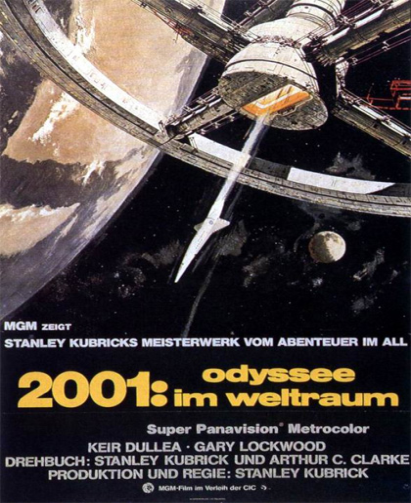 MGM ZEIGT
STANLEY KUBRICKS MEISTERWERK VOM ABENTEUER IM ALL
2001: odyssee im weltraum
Super Panavision® Metrocolor
KEIR DULLEA · GARY LOCKWOOD
DREHBUCH: STANLEY KUBRICK UND ARTHUR C. CLARKE
PRODUKTION UND REGIE: STANLEY KUBRICK
MGM-Film im Verleih der CIC